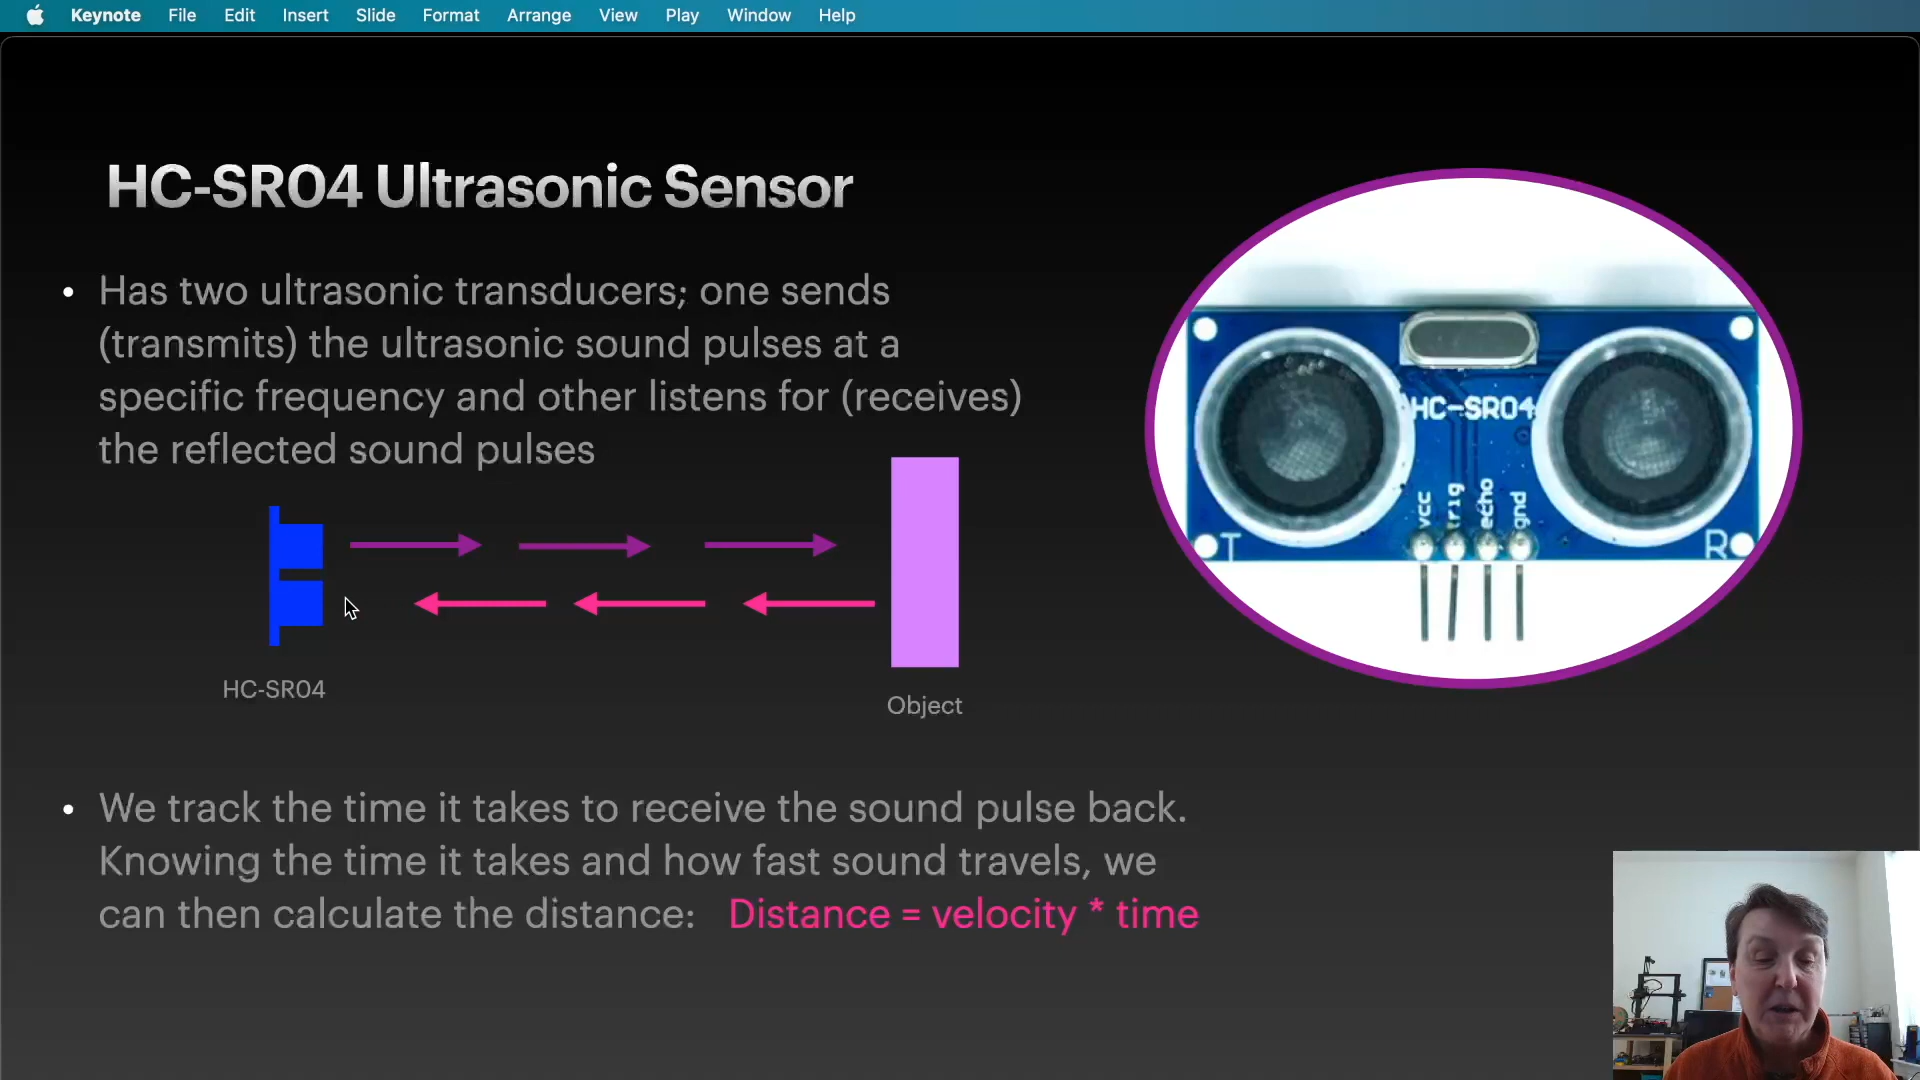 Keynote File Edit Insert Slide Format Arrange View Play Window Help
HC-SR04 Ultrasonic Sensor
• Has two ultrasonic transducers; one sends
(transmits) the ultrasonic sound pulses at a
specific frequency and other listens for (receives)
the reflected sound pulses
HC-SR04
Object
HC-SR04
vcc
trig
echo
gnd
T
R
• We track the time it takes to receive the sound pulse back.
Knowing the time it takes and how fast sound travels, we
can then calculate the distance: Distance = velocity * time